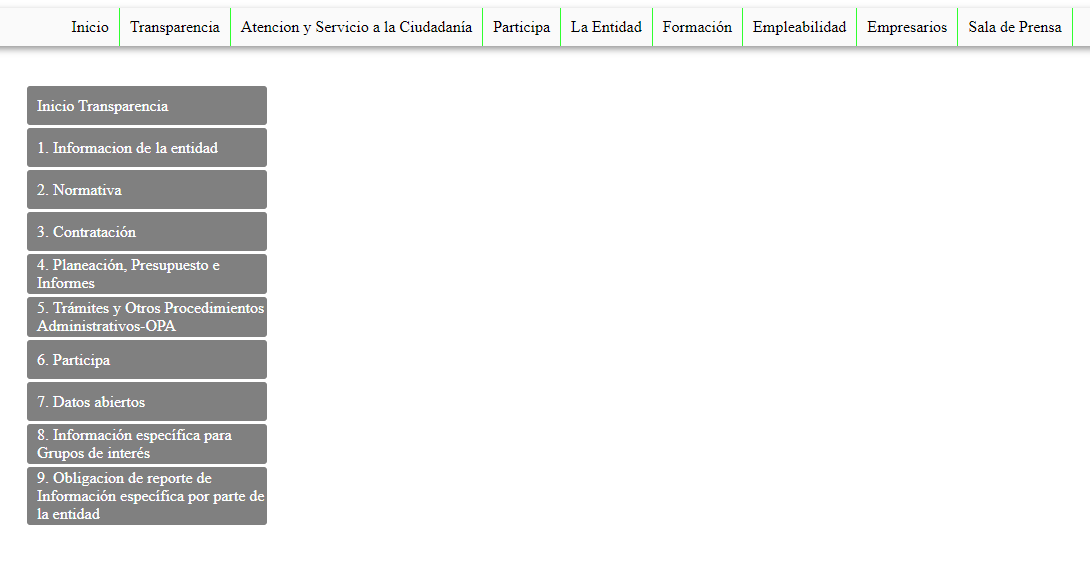 Inicio Transparencia Atencion y Servicio a la Ciudadanía Participa La Entidad Formación Empleabilidad Empresarios Sala de Prensa
Inicio Transparencia
1. Informacion de la entidad
2. Normativa
3. Contratación
4. Planeación, Presupuesto e
Informes
5. Trámites y Otros Procedimientos
Administrativos-OPA
6. Participa
7. Datos abiertos
8. Información específica para
Grupos de interés
9. Obligacion de reporte de
Información específica por parte de
la entidad